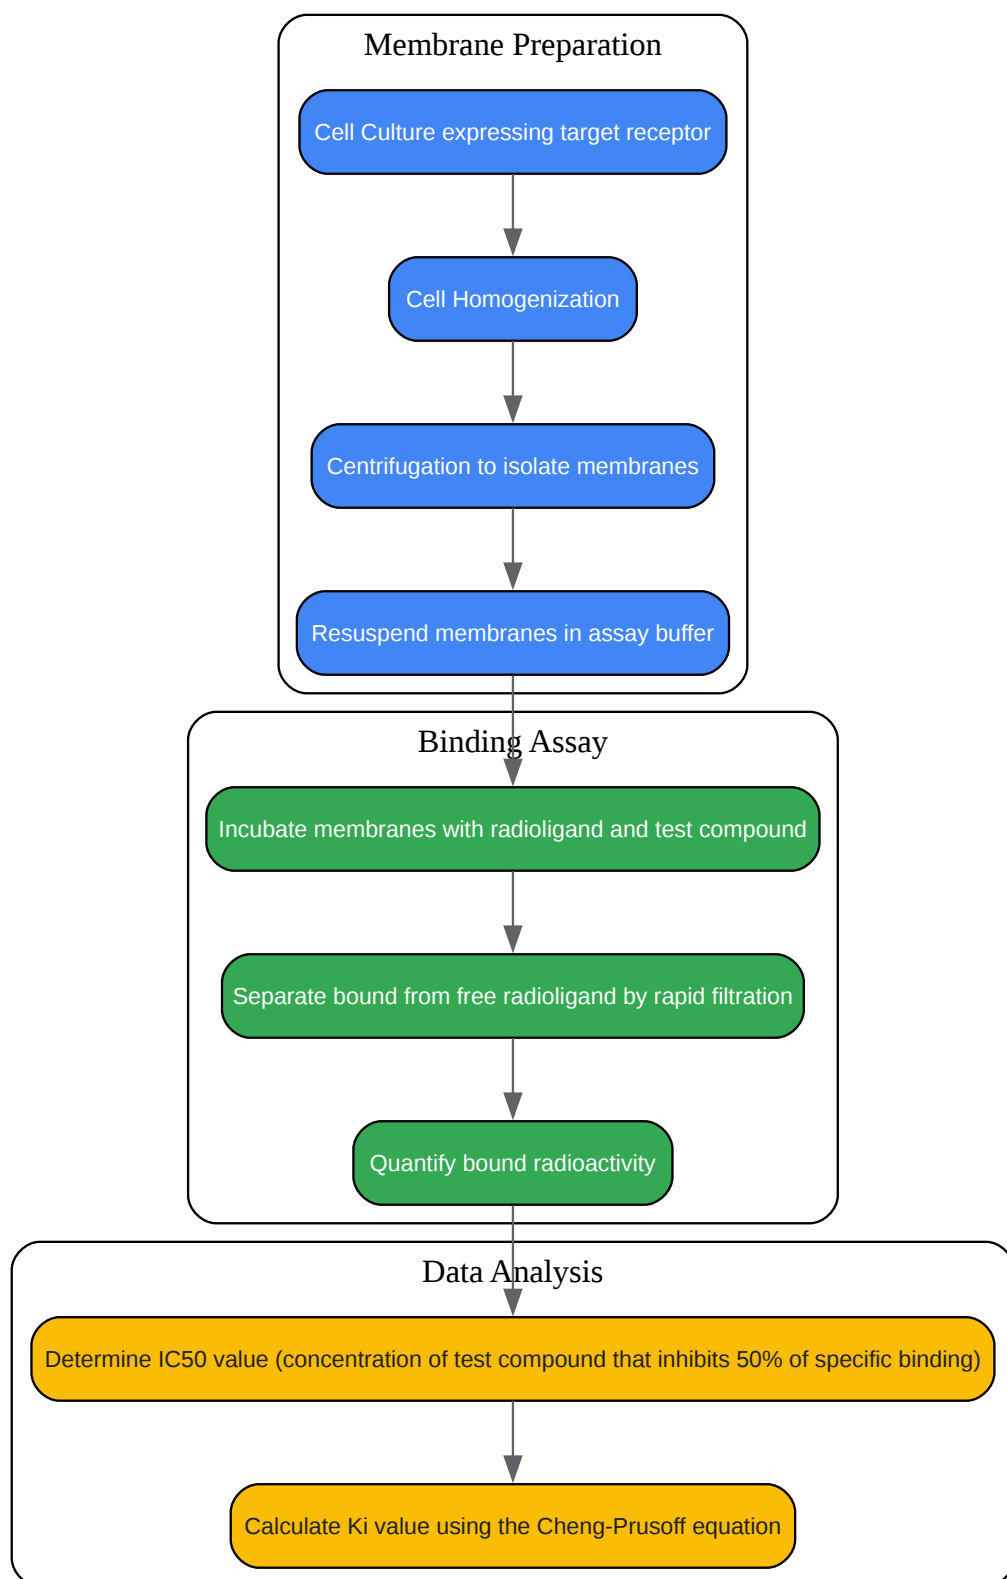 Membrane Preparation
Cell Culture expressing target receptor
Cell Homogenization
Centrifugation to isolate membranes
Resuspend membranes in assay buffer
Binding Assay
Incubate membranes with radioligand and test compound
Separate bound from free radioligand by rapid filtration
Quantify bound radioactivity
Data Analysis
Determine IC50 value (concentration of test compound that inhibits 50% of specific binding)
Calculate Ki value using the Cheng-Prusoff equation